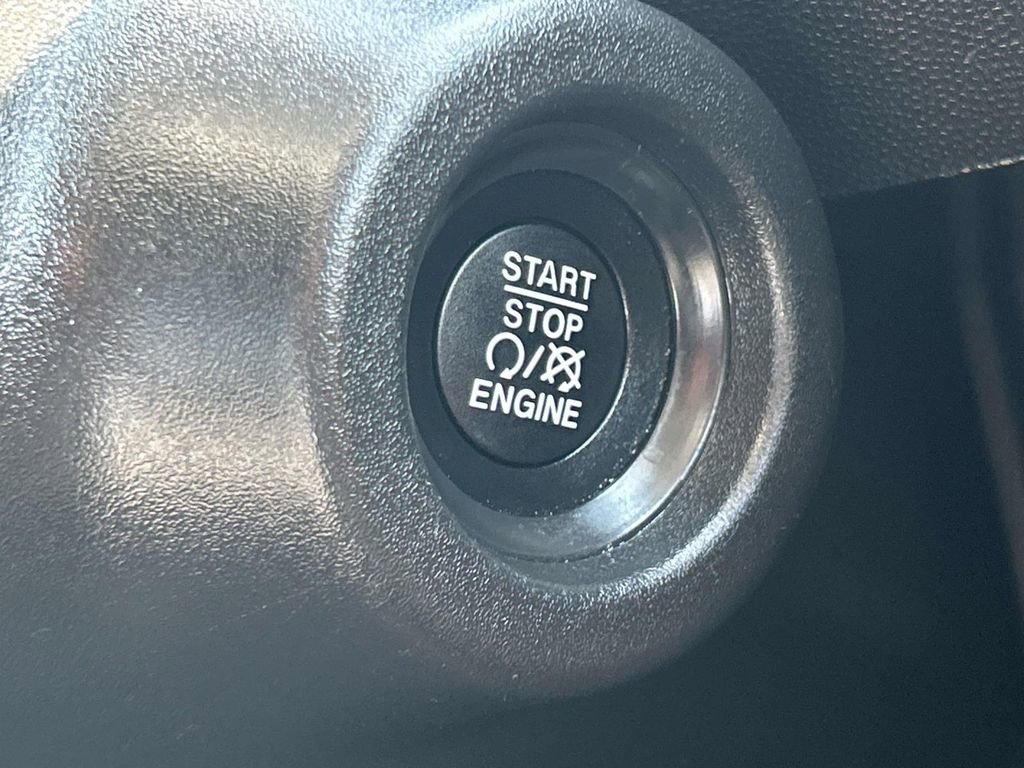 START
STOP
/
ENGINE